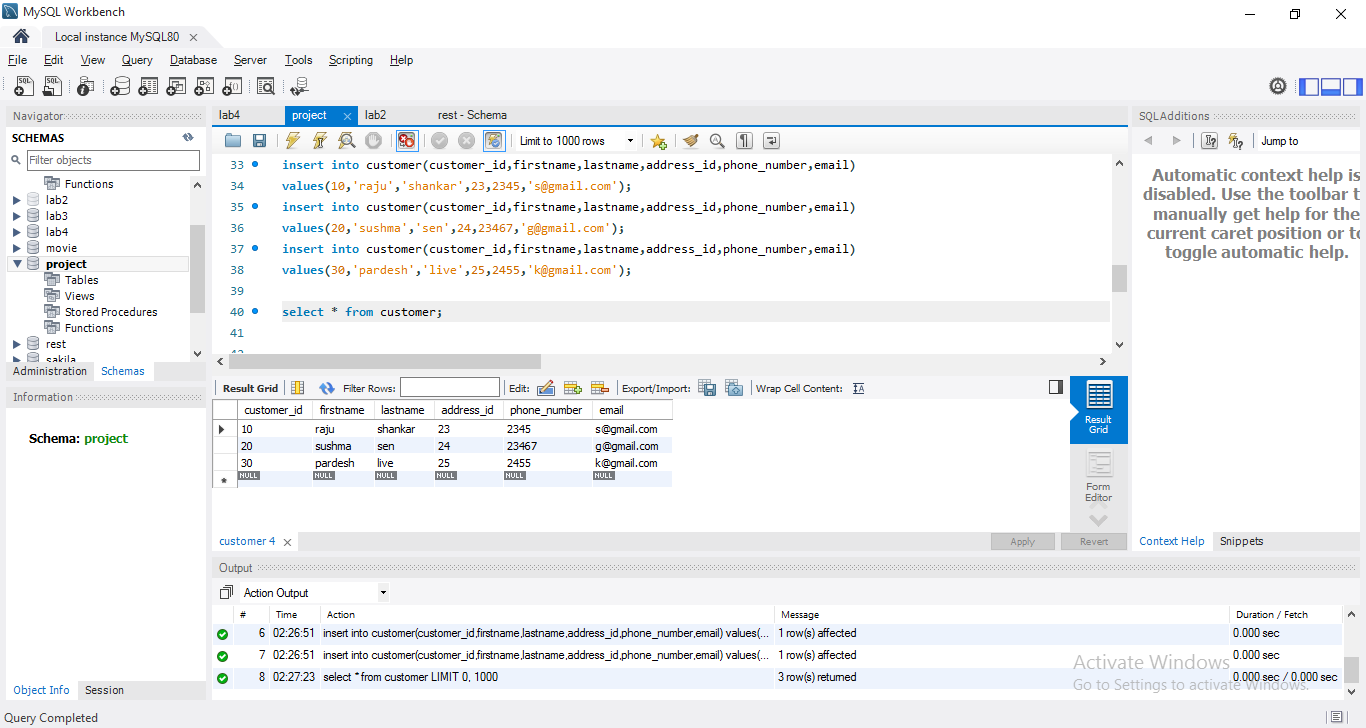 MySQL Workbench
Local instance MySQL80
File Edit View Query Database Server Tools Scripting Help
Navigator
SCHEMAS
Filter objects
Functions
lab2
lab3
lab4
movie
project
Tables
Views
Stored Procedures
Functions
rest
sakila
Administration Schemas
Information
Schema: project
Object Info Session
lab4 project lab2 rest - Schema
Limit to 1000 rows
33 insert into customer(customer_id,firstname,lastname,address_id,phone_number,email)
34 values(10,'raju','shankar',23,2345,'s@gmail.com');
35 insert into customer(customer_id,firstname,lastname,address_id,phone_number,email)
36 values(20,'sushma','sen',24,23467,'g@gmail.com');
37 insert into customer(customer_id,firstname,lastname,address_id,phone_number,email)
38 values(30,'pardesh','live',25,2455,'k@gmail.com');
39
40 select * from customer;
41
42
Result Grid Filter Rows: Edit: Export/Import: Wrap Cell Content:
customer_id firstname lastname address_id phone_number email
10 raju shankar 23 2345 s@gmail.com
20 sushma sen 24 23467 g@gmail.com
30 pardesh live 25 2455 k@gmail.com
NULL NULL NULL NULL NULL NULL
Result
Grid
Form
Editor
customer 4
Apply Revert
SQLAdditions
Jump to
Automatic context help is
disabled. Use the toolbar t
manually get help for the
current caret position or to
toggle automatic help.
Context Help Snippets
Output
Action Output
# Time Action Message Duration / Fetch
6 02:26:51 insert into customer(customer_id,firstname,lastname,address_id,phone_number,email) values(... 1 row(s) affected 0.000 sec
7 02:26:51 insert into customer(customer_id,firstname,lastname,address_id,phone_number,email) values(... 1 row(s) affected 0.000 sec
8 02:27:23 select * from customer LIMIT 0, 1000 3 row(s) returned 0.000 sec / 0.000 sec
Activate Windows
Go to Settings to activate Windows.
Query Completed